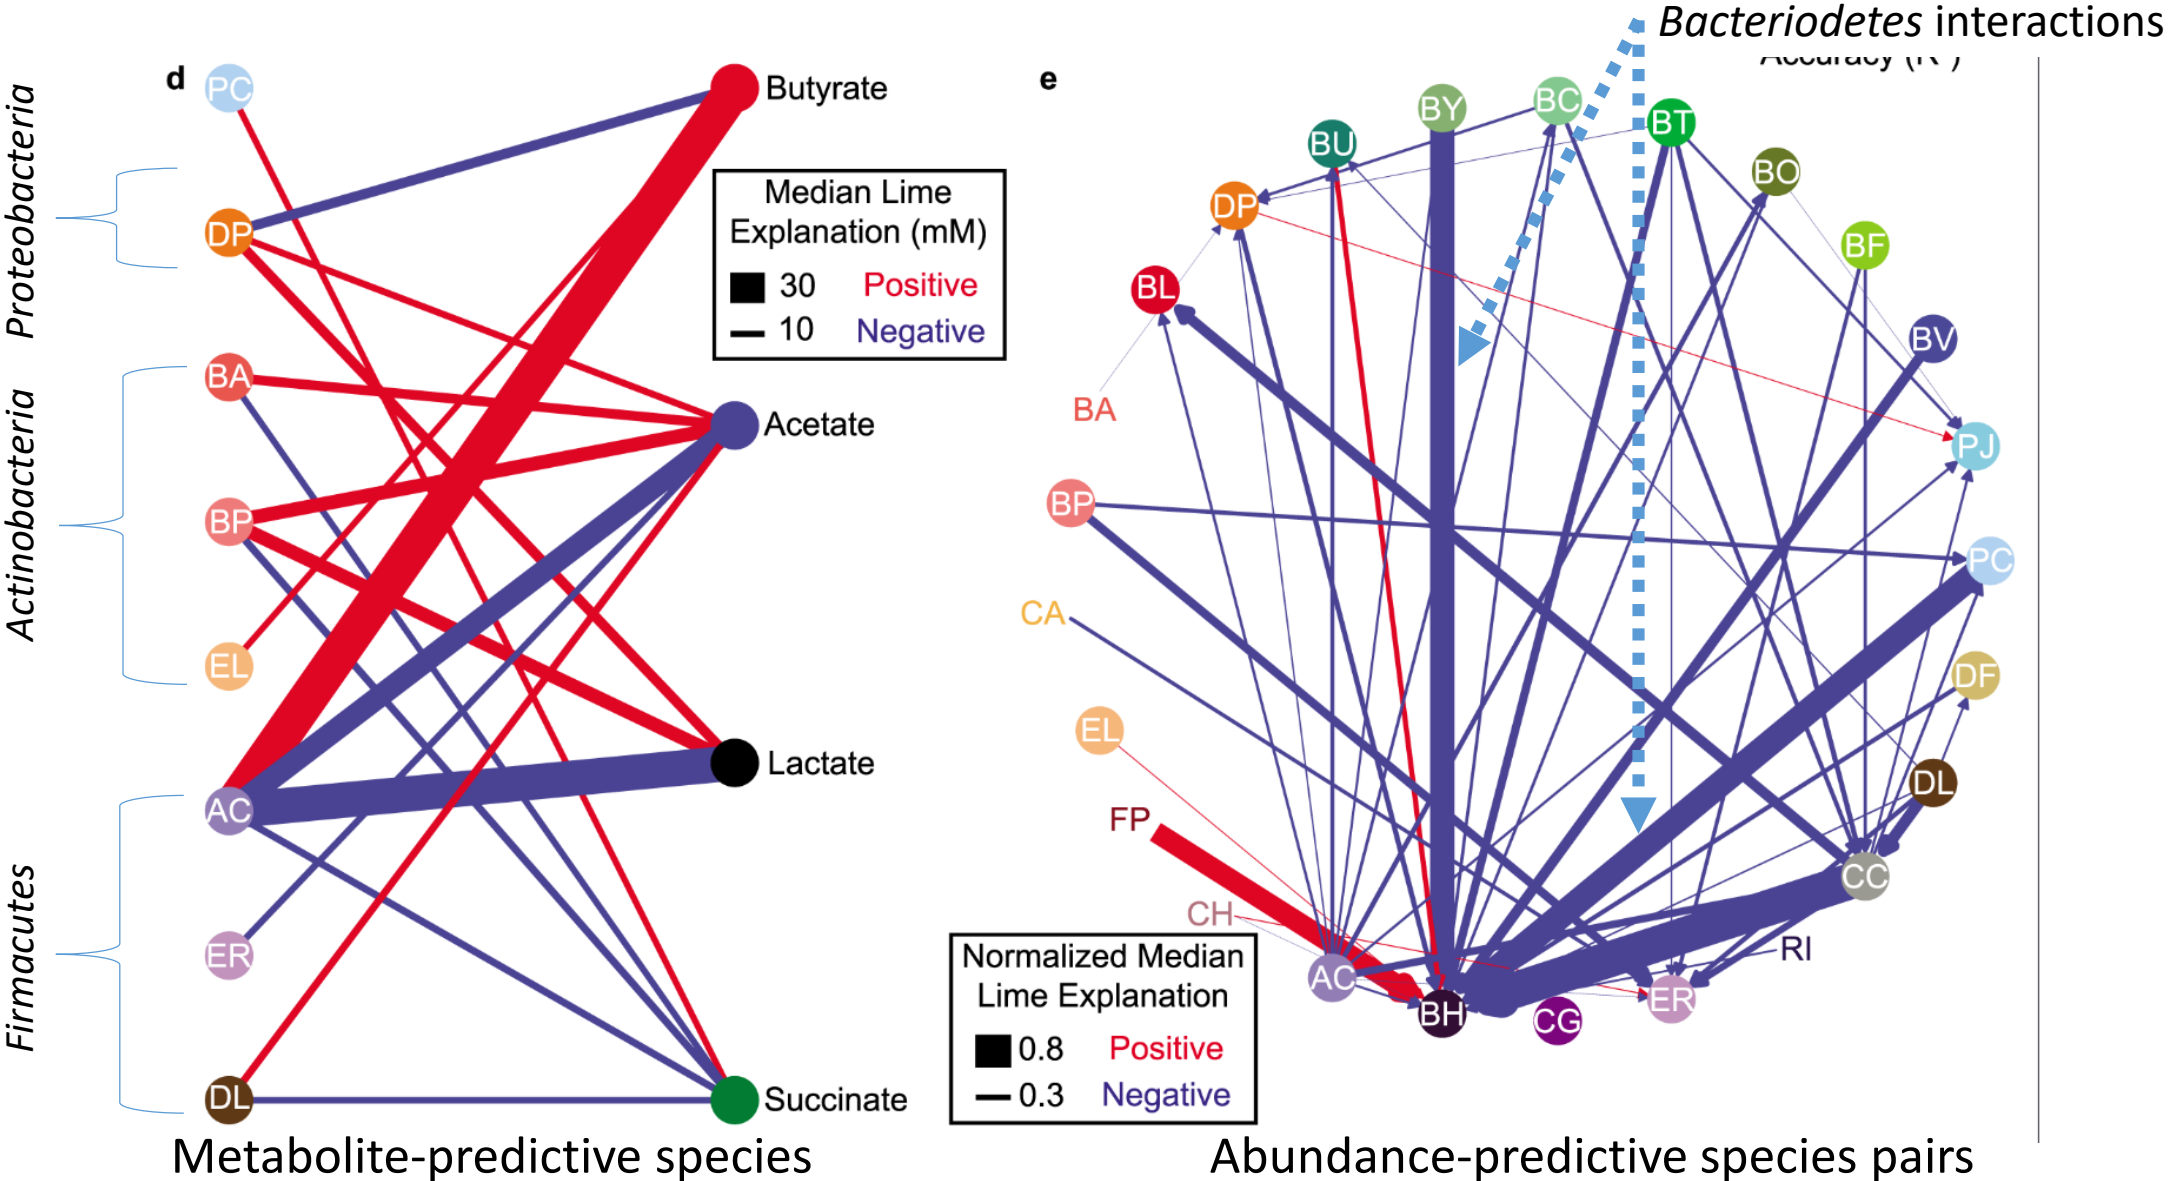 Bacteriodetes interactions
Accuracy (R²)
d
e
Proteobacteria
Actinobacteria
Firmacutes
PC
DP
BA
BP
EL
AC
ER
DL
Butyrate
Acetate
Lactate
Succinate
Median Lime
Explanation (mM)
30 Positive
10 Negative
BY
BC
BT
BU
BO
DP
BF
BL
BV
BA
PJ
BP
PC
CA
DF
EL
DL
FP
CC
CH
RI
AC
BH
CG
ER
Normalized Median
Lime Explanation
0.8 Positive
0.3 Negative
Metabolite-predictive species
Abundance-predictive species pairs